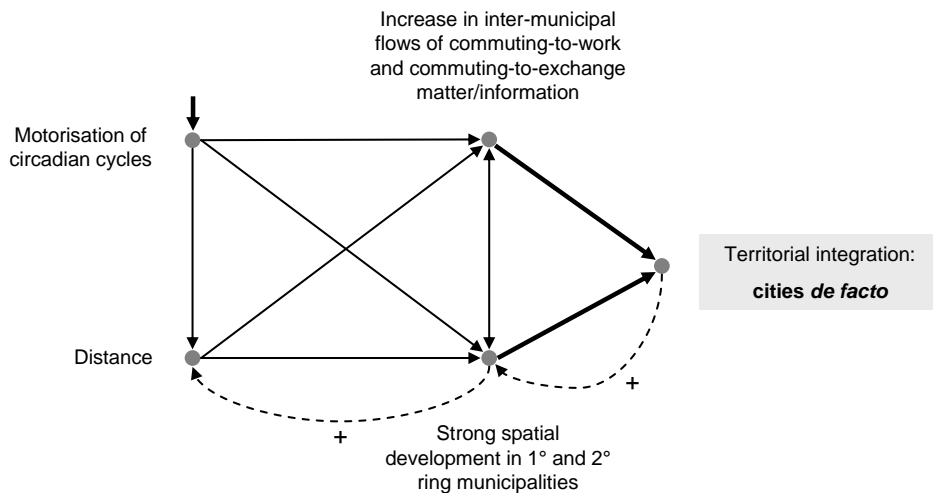 Increase in inter-municipal
flows of commuting-to-work
and commuting-to-exchange
matter/information
Motorisation of
circadian cycles
Territorial integration:
cities de facto
Distance
+
+
Strong spatial
development in 1° and 2°
ring municipalities